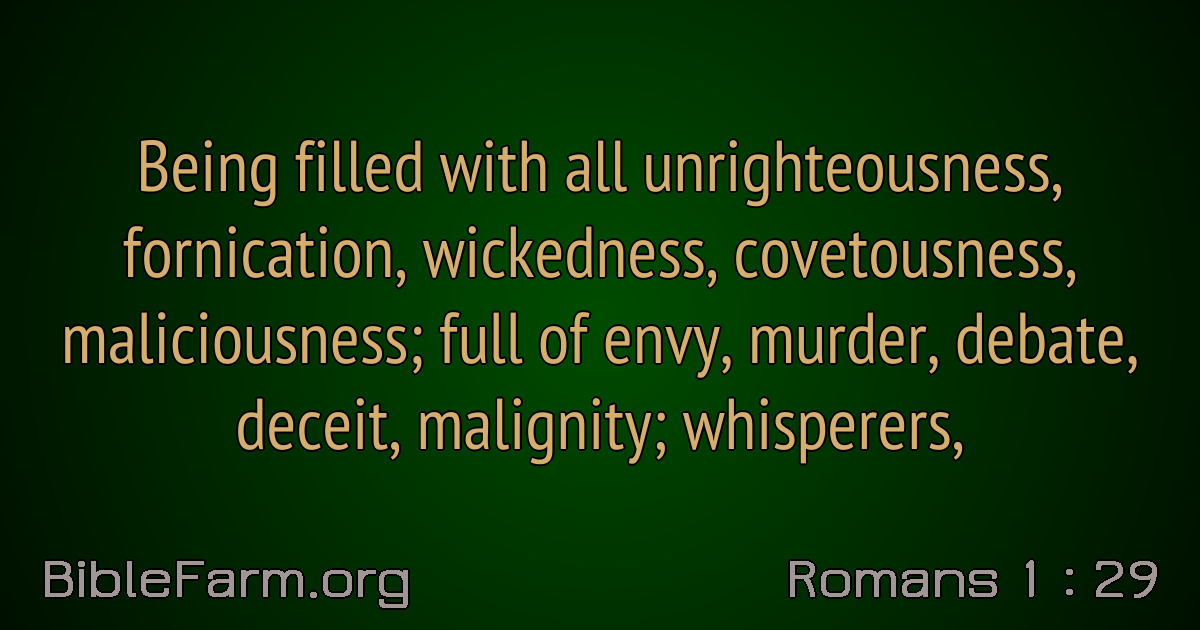 Being filled with all unrighteousness,
fornication, wickedness, covetousness,
maliciousness; full of envy, murder, debate,
deceit, malignity; whisperers,
BibleFarm.org
Romans 1 : 29